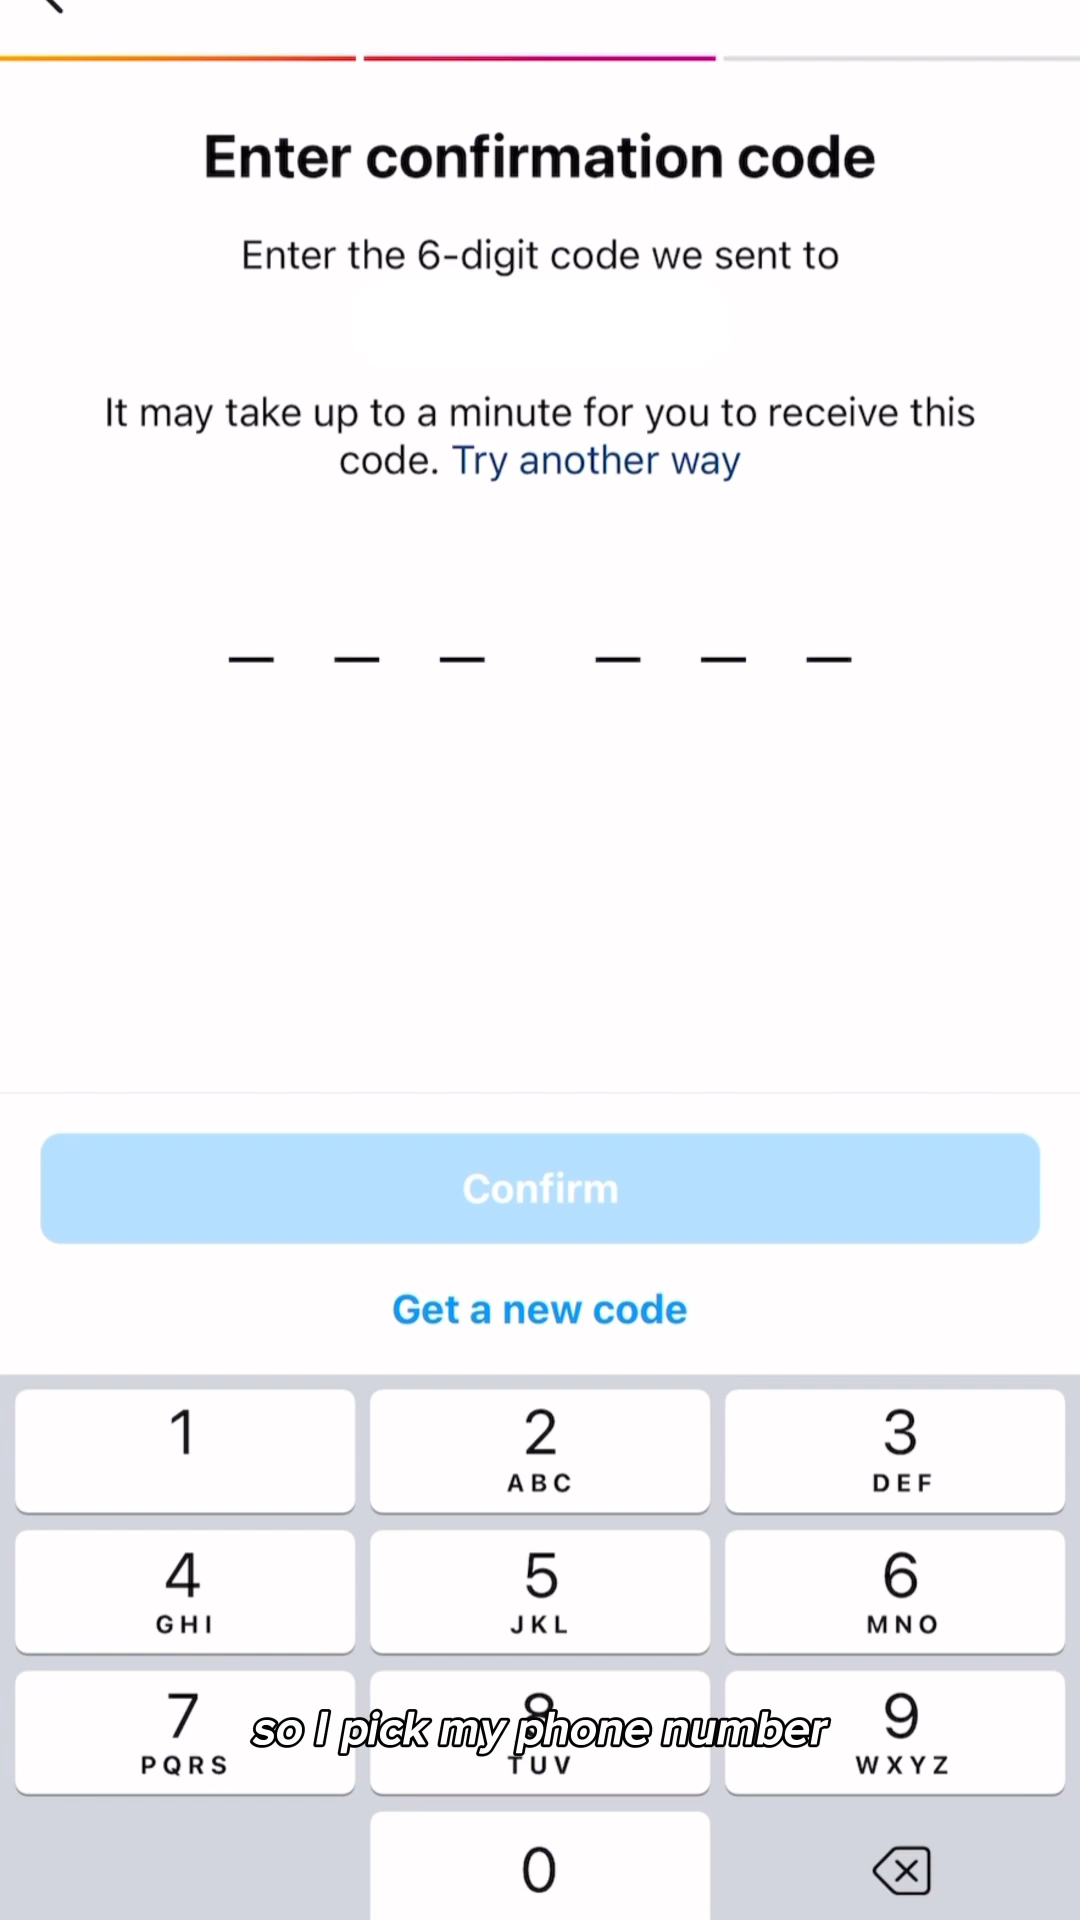 Enter confirmation code
Enter the 6-digit code we sent to
It may take up to a minute for you to receive this
code. Try another way
Confirm
Get a new code
1
2
ABC
3
DEF
4
GHI
5
JKL
6
MNO
7
PQRS
8
TUV
9
WXYZ
so I pick my phone number
0